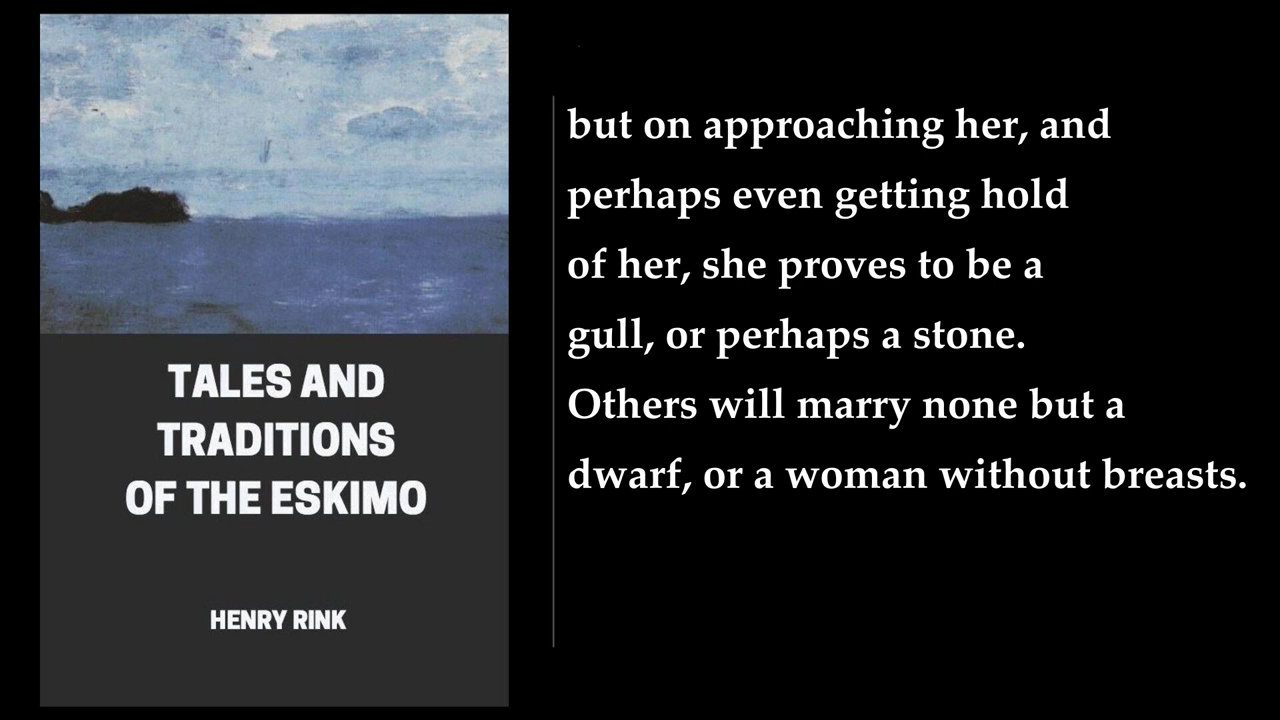 TALES AND
TRADITIONS
OF THE ESKIMO
HENRY RINK
but on approaching her, and
perhaps even getting hold
of her, she proves to be a
gull, or perhaps a stone.
Others will marry none but a
dwarf, or a woman without breasts.